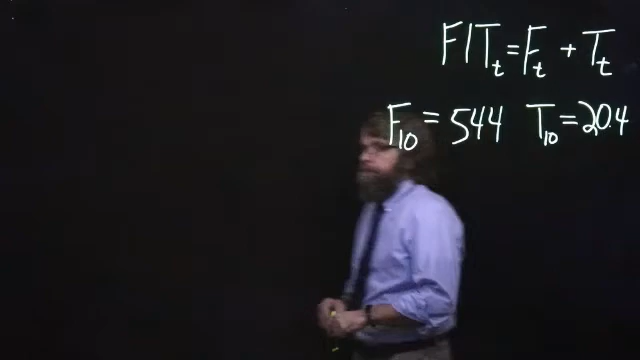 FIT_t = F_t + T_t
F_10 = 544 T_10 = 20.4